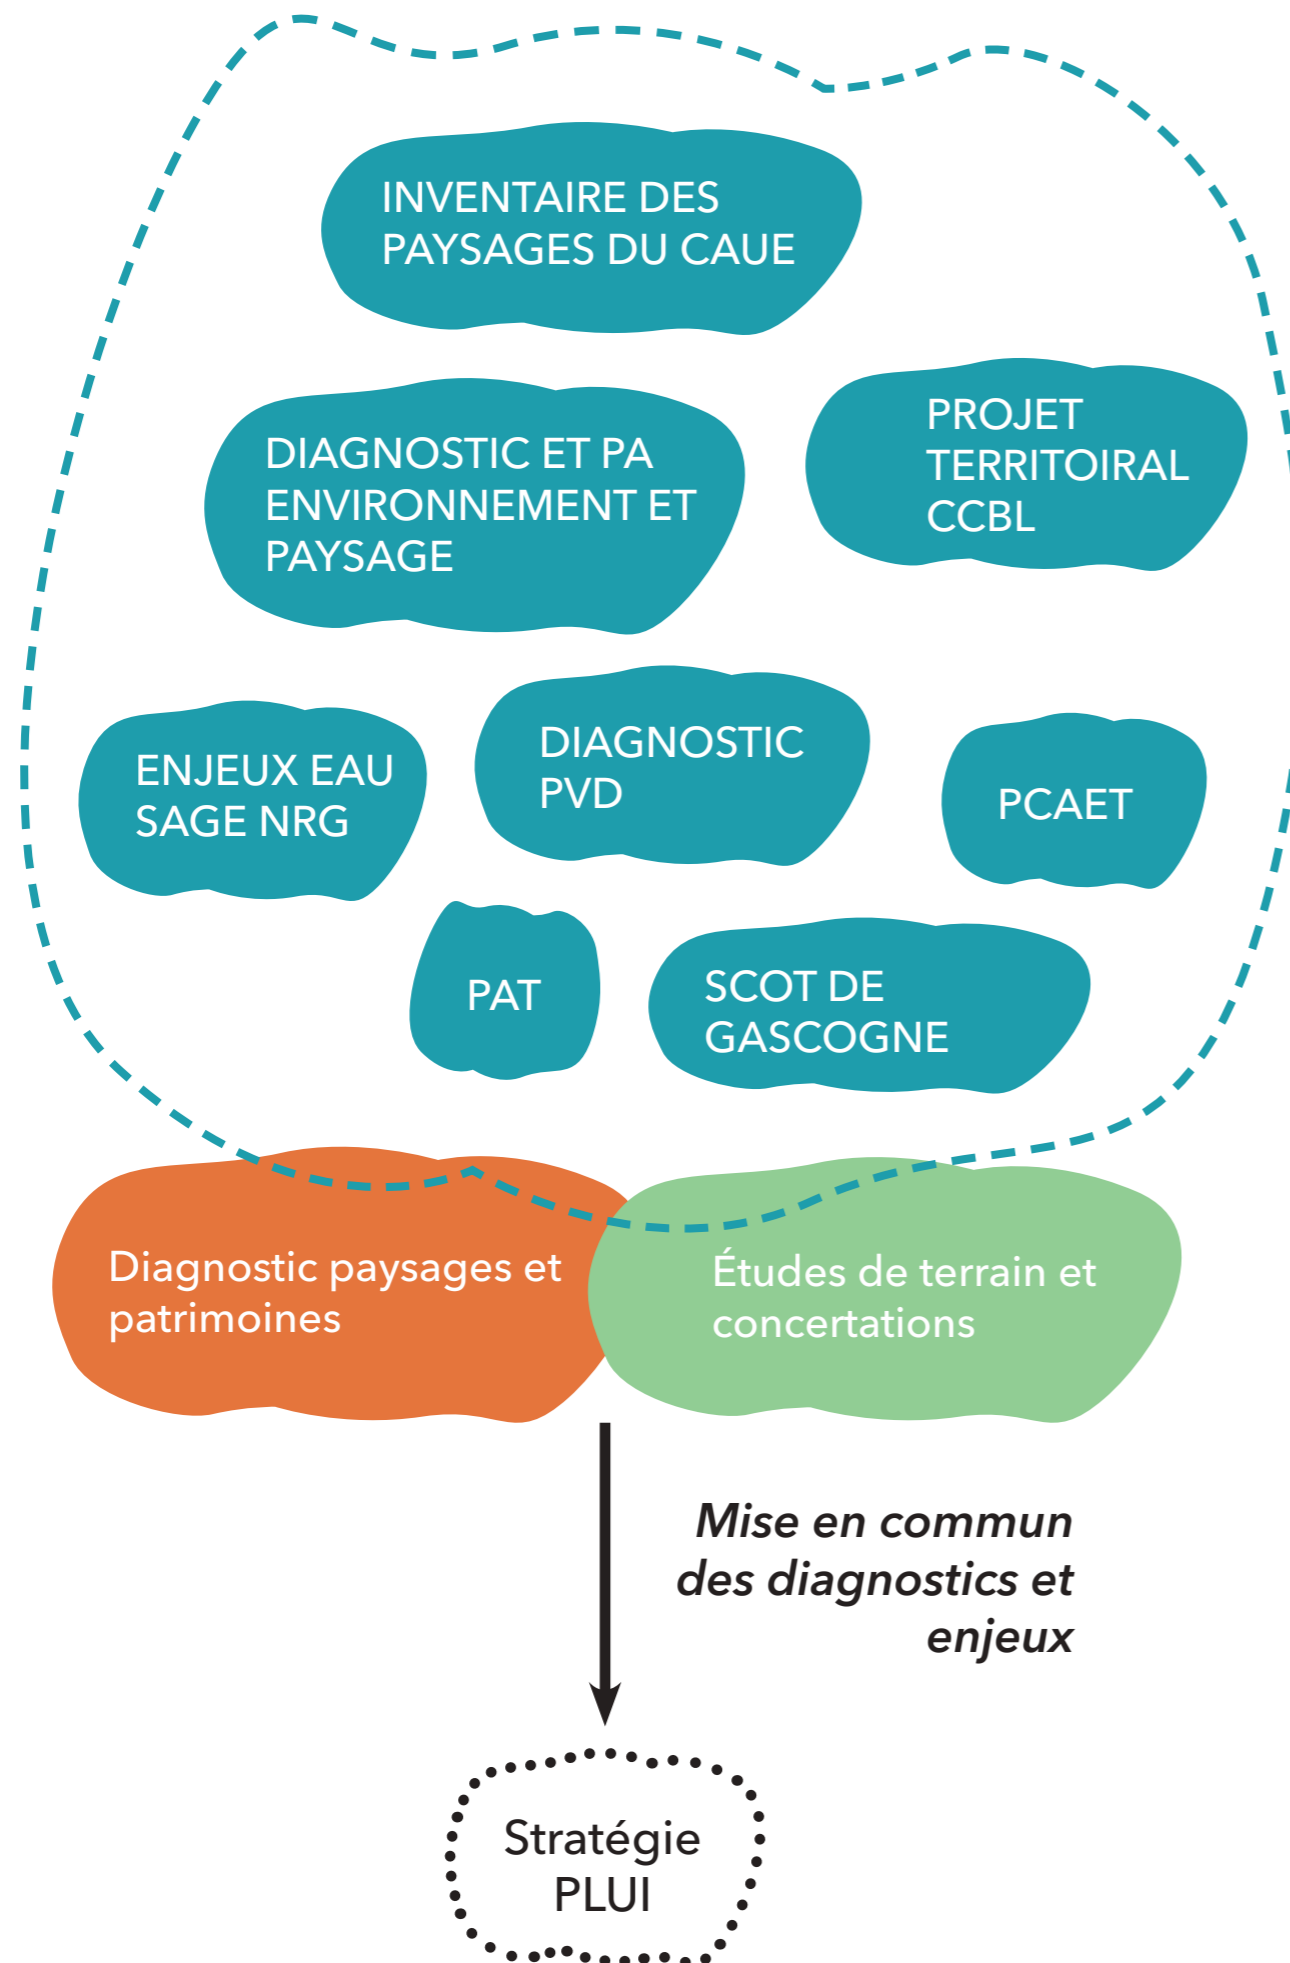 INVENTAIRE DES
PAYSAGES DU CAUE
DIAGNOSTIC ET PA
ENVIRONNEMENT ET
PAYSAGE
PROJET
TERRITOIRAL
CCBL
ENJEUX EAU
SAGE NRG
DIAGNOSTIC
PVD
PCAET
PAT
SCOT DE
GASCOGNE
Diagnostic paysages et
patrimoines
Études de terrain et
concertations
Mise en commun
des diagnostics et
enjeux
Stratégie
PLUI